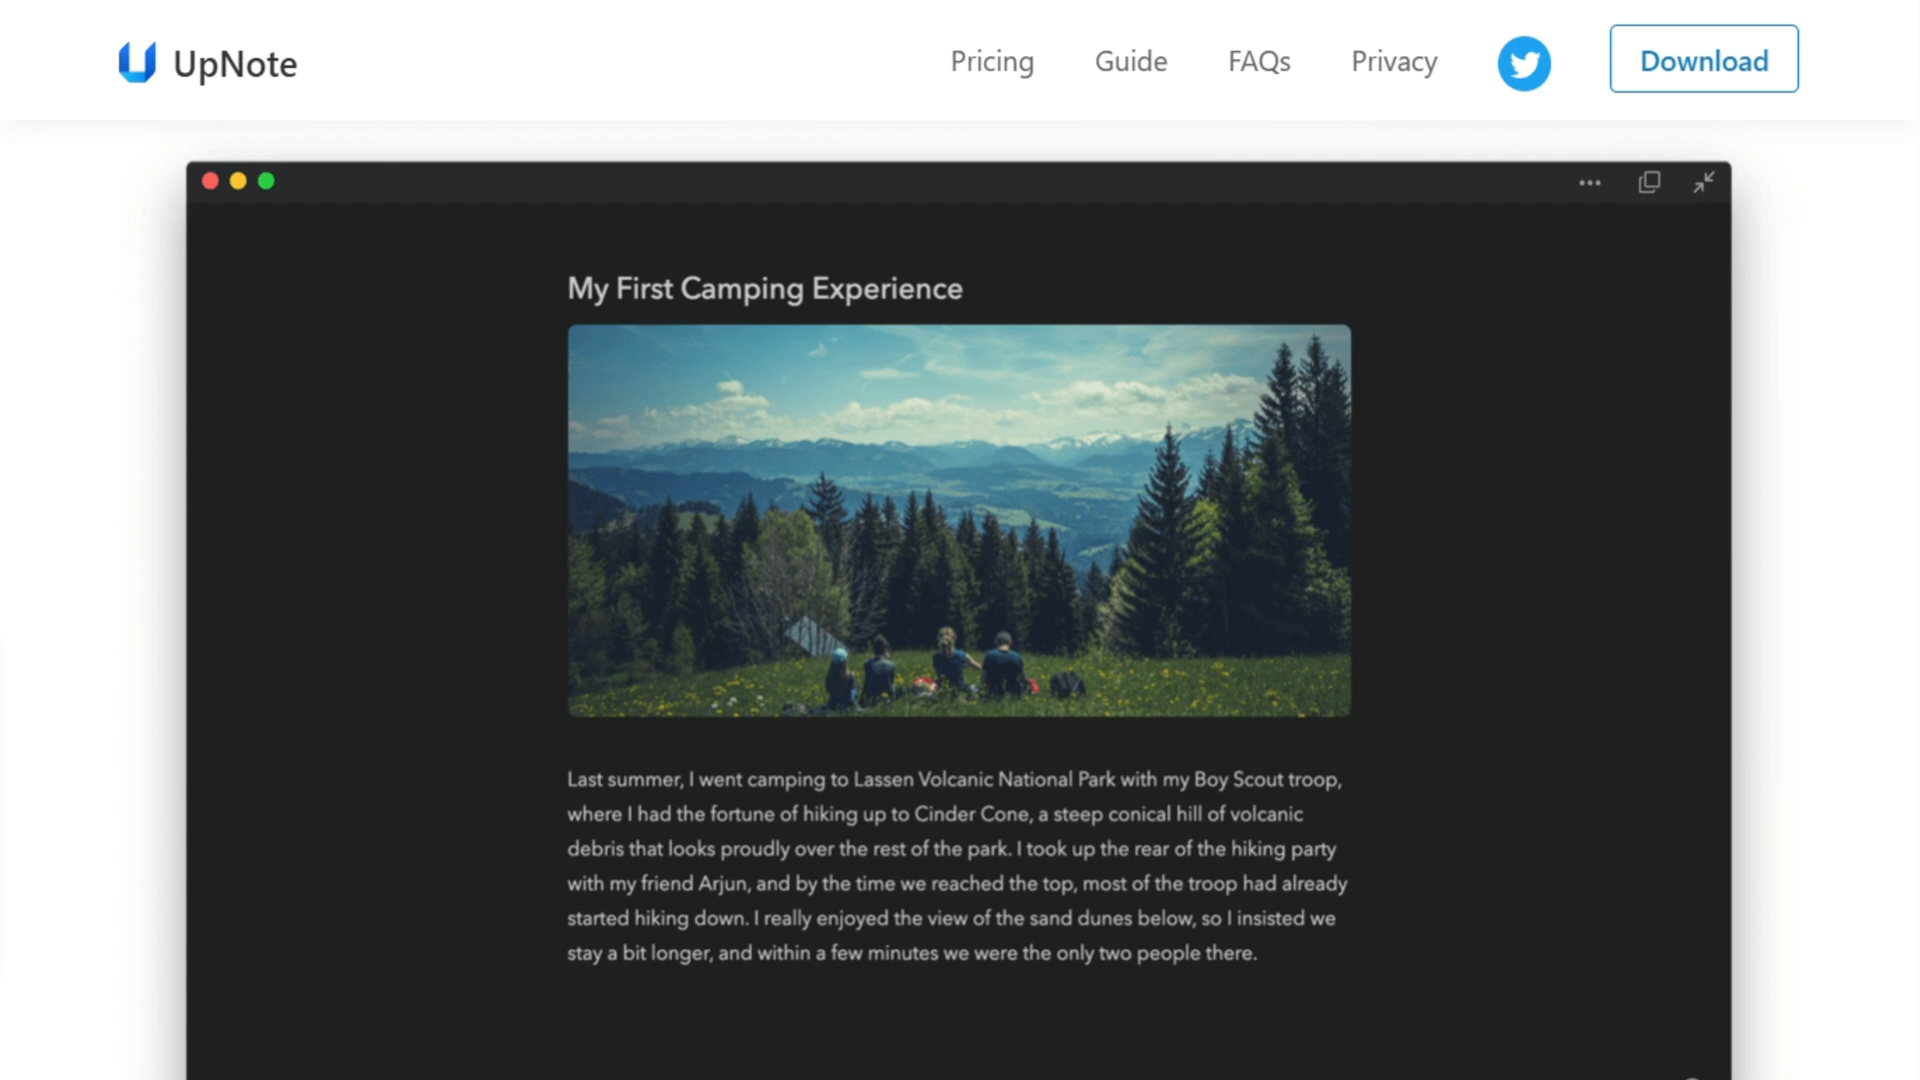 UpNote
Pricing
Guide
FAQs
Privacy
Download
My First Camping Experience
Last summer, I went camping to Lassen Volcanic National Park with my Boy Scout troop,
where I had the fortune of hiking up to Cinder Cone, a steep conical hill of volcanic
debris that looks proudly over the rest of the park. I took up the rear of the hiking party
with my friend Arjun, and by the time we reached the top, most of the troop had already
started hiking down. I really enjoyed the view of the sand dunes below, so I insisted we
stay a bit longer, and within a few minutes we were the only two people there.